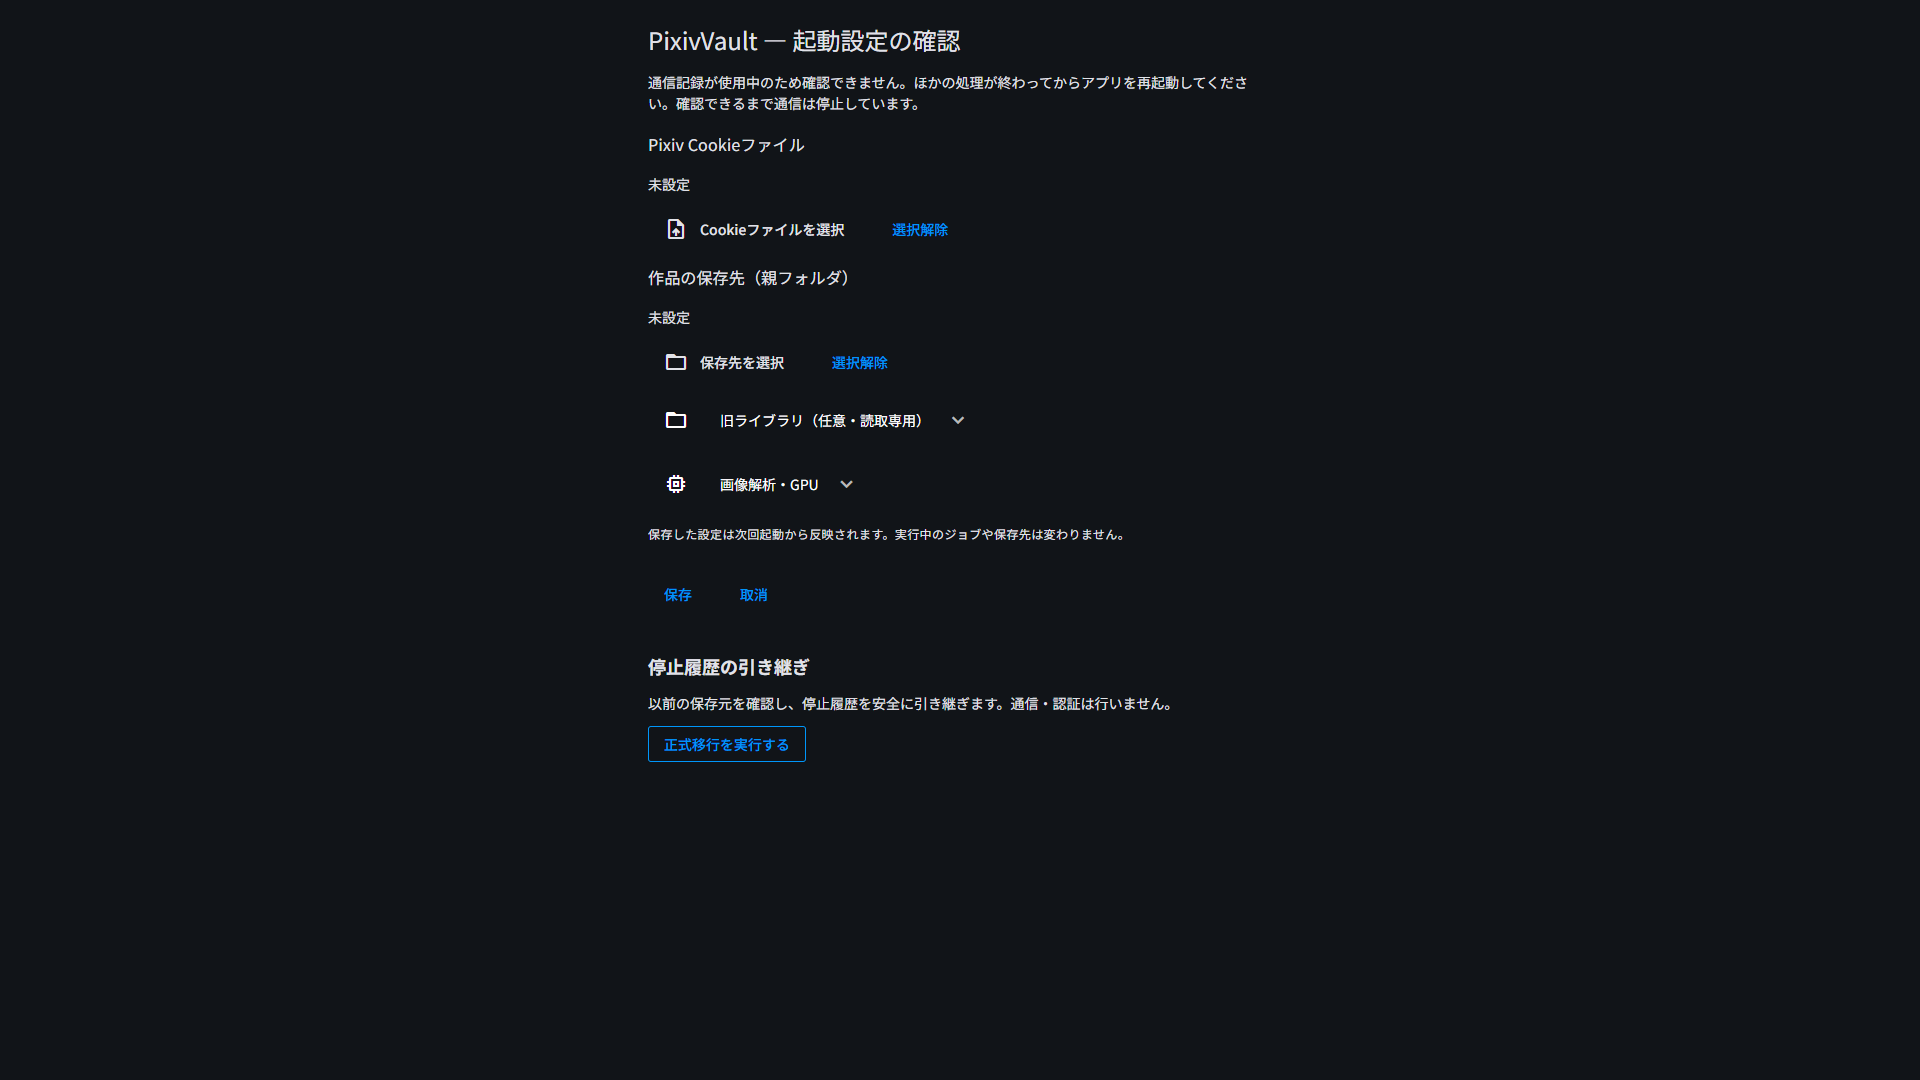 PixivVault — 起動設定の確認
通信記録が使用中のため確認できません。ほかの処理が終わってからアプリを再起動してくださ
い。確認できるまで通信は停止しています。
Pixiv Cookieファイル
未設定
Cookieファイルを選択 選択解除
作品の保存先（親フォルダ）
未設定
保存先を選択 選択解除
旧ライブラリ（任意・読取専用）
画像解析・GPU
保存した設定は次回起動から反映されます。実行中のジョブや保存先は変わりません。
保存 取消
停止履歴の引き継ぎ
以前の保存元を確認し、停止履歴を安全に引き継ぎます。通信・認証は行いません。
正式移行を実行する